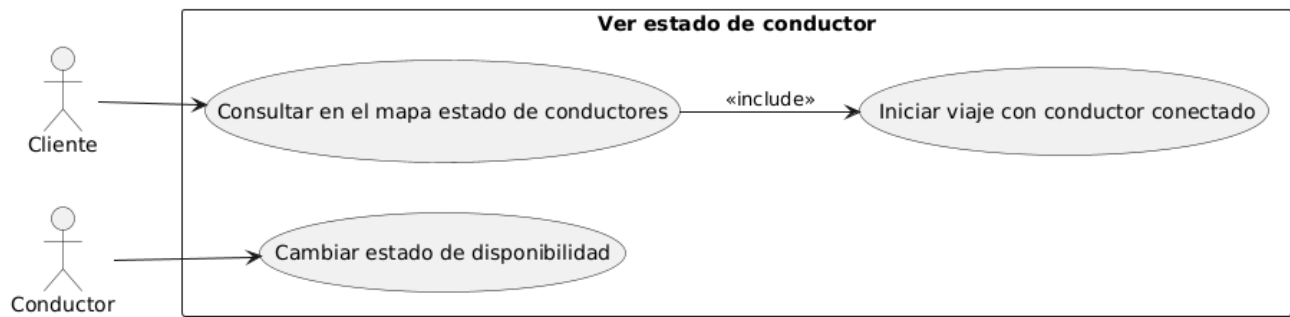 Ver estado de conductor
Cliente
Consultar en el mapa estado de conductores
«include»
Iniciar viaje con conductor conectado
Conductor
Cambiar estado de disponibilidad